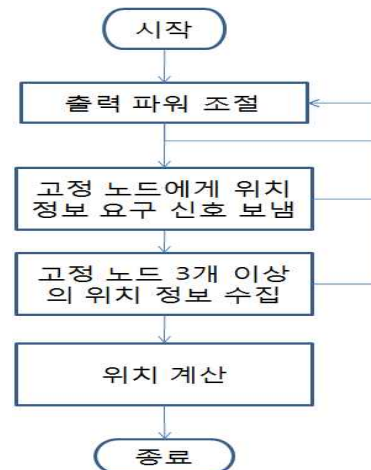 시작
출력 파워 조절
고정 노드에게 위치
정보 요구 신호 보냄
고정 노드 3개 이상
의 위치 정보 수집
위치 계산
종료